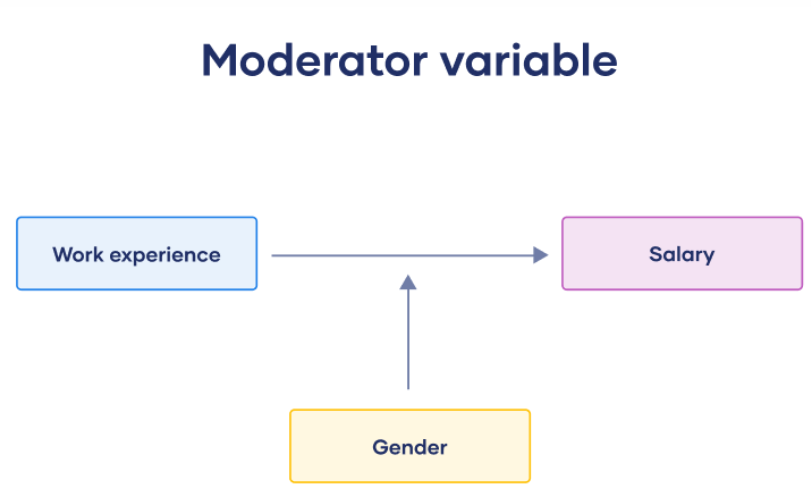 Moderator variable
Work experience
Salary
Gender